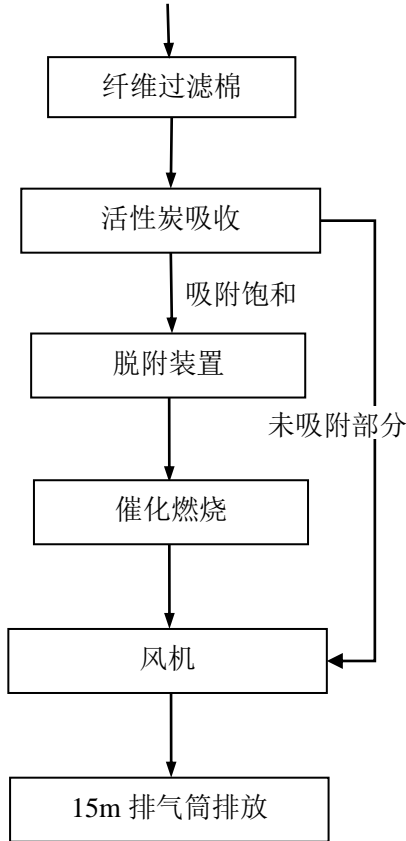 纤维过滤棉
活性炭吸收
吸附饱和
脱附装置
未吸附部分
催化燃烧
风机
15m 排气筒排放